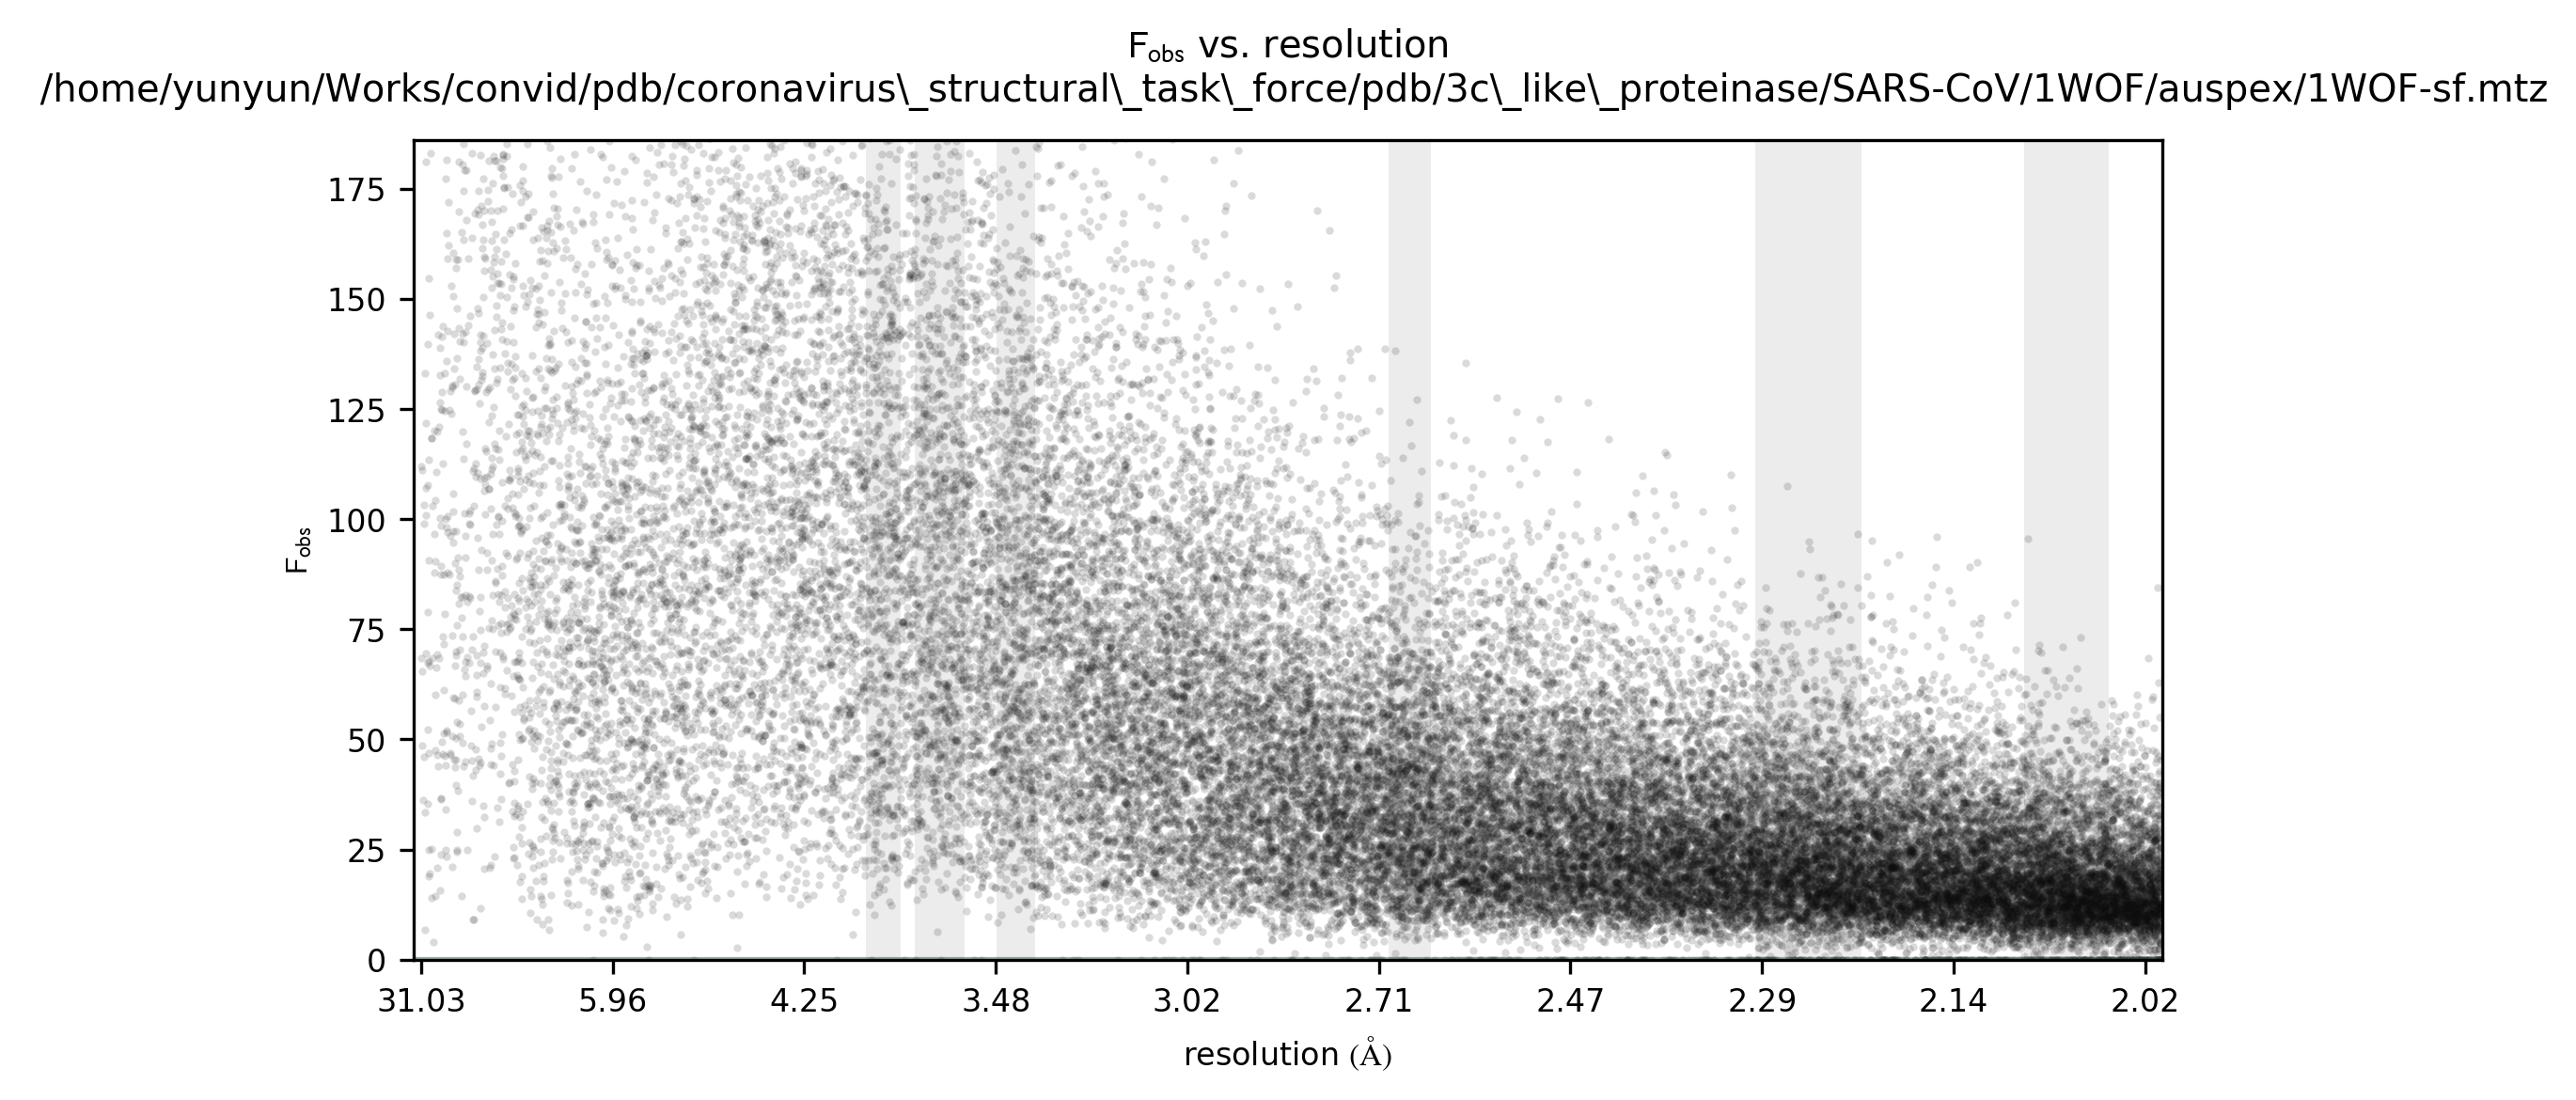 Fobs vs. resolution
/home/yunyun/Works/convid/pdb/coronavirus\_structural\_task\_force/pdb/3c\_like\_proteinase/SARS-CoV/1WOF/auspex/1WOF-sf.mtz
Fobs
175
150
125
100
75
50
25
0
31.03 5.96 4.25 3.48 3.02 2.71 2.47 2.29 2.14 2.02
resolution (Å)